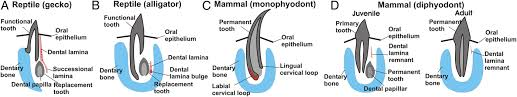 A Reptile (gecko)
Functional tooth
Oral epithelium
Dental lamina
Dentary bone
Successional lamina
Dental papilla
Replacement tooth
B Reptile (alligator)
Functional tooth
Oral epithelium
Dental lamina
Dentary bone
Dental lamina bulge
Replacement tooth
C Mammal (monophyodont)
Permanent tooth
Oral epithelium
Dentary bone
Lingual cervical loop
Labial cervical loop
D Mammal (diphyodont)
Juvenile
Primary tooth
Oral epithelium
Dental lamina remnant
Dentary bone
Permanent tooth
Dental papillar
Adult
Permanent tooth
Oral epithelium
Dental lamina remnant
Dentary bone